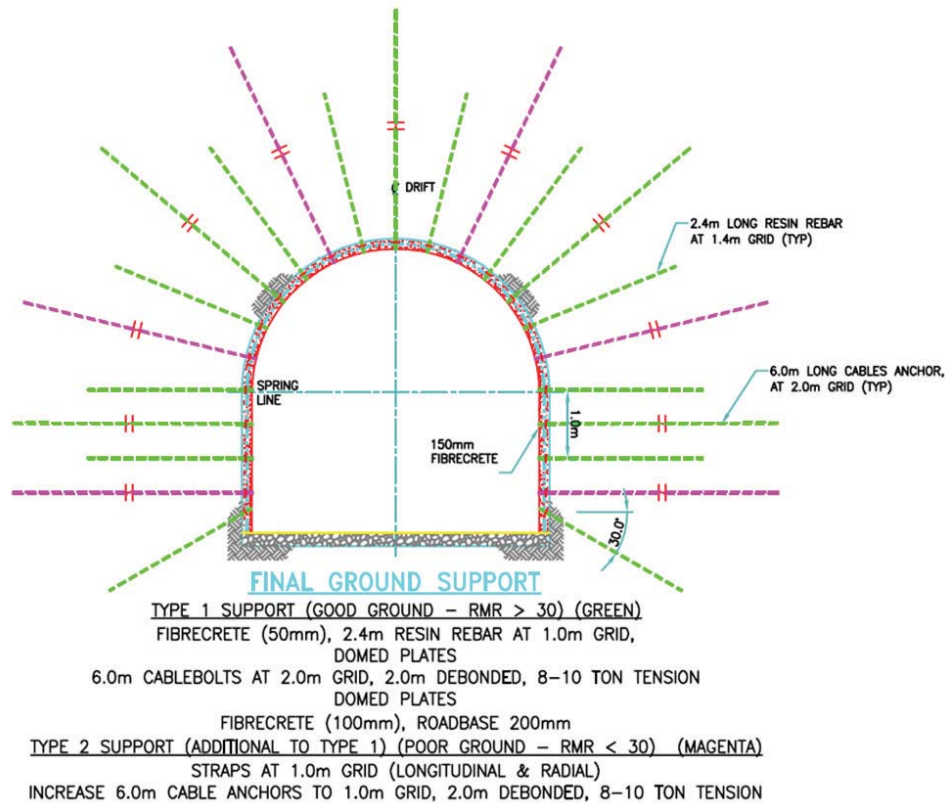 ℄ DRIFT
2.4m LONG RESIN REBAR
AT 1.4m GRID (TYP)
6.0m LONG CABLES ANCHOR,
AT 2.0m GRID (TYP)
SPRING
LINE
1.0m
150mm
FIBRECRETE
30.0°
FINAL GROUND SUPPORT
TYPE 1 SUPPORT (GOOD GROUND – RMR > 30) (GREEN)
FIBRECRETE (50mm), 2.4m RESIN REBAR AT 1.0m GRID,
DOMED PLATES
6.0m CABLEBOLTS AT 2.0m GRID, 2.0m DEBONDED, 8–10 TON TENSION
DOMED PLATES
FIBRECRETE (100mm), ROADBASE 200mm
TYPE 2 SUPPORT (ADDITIONAL TO TYPE 1) (POOR GROUND – RMR < 30) (MAGENTA)
STRAPS AT 1.0m GRID (LONGITUDINAL & RADIAL)
INCREASE 6.0m CABLE ANCHORS TO 1.0m GRID, 2.0m DEBONDED, 8–10 TON TENSION